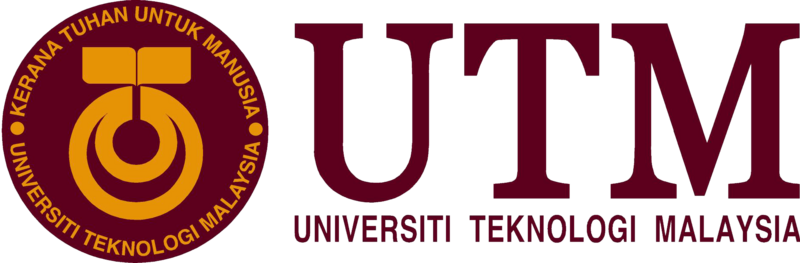 KERANA TUHAN UNTUK MANUSIA
• UNIVERSITI TEKNOLOGI MALAYSIA •
UTM
UNIVERSITI TEKNOLOGI MALAYSIA